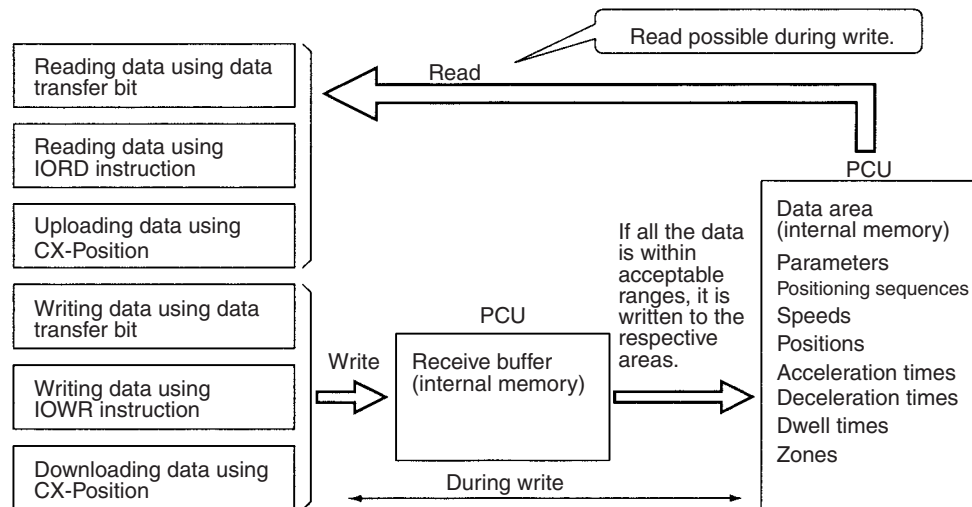 Read possible during write.
Read
Reading data using data
transfer bit
Reading data using
IORD instruction
Uploading data using
CX-Position
Writing data using data
transfer bit
Writing data using
IOWR instruction
Downloading data using
CX-Position
Write
PCU
Receive buffer
(internal memory)
If all the data
is within
acceptable
ranges, it is
written to the
respective
areas.
During write
PCU
Data area
(internal memory)
Parameters
Positioning sequences
Speeds
Positions
Acceleration times
Deceleration times
Dwell times
Zones